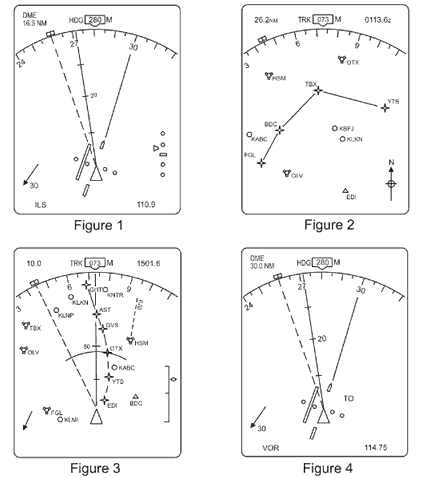 DME HDG 280 M
16.5 NM
24 27 30
20
30
ILS 110.9
Figure 1
26.2NM TRK 073 M 0113.6z
3 6 9
OTX
HSM
TBX
YTB
BDC
KBFJ
KABC
KLKN
FGL
OLV
N
EDI
Figure 2
10.0 TRK 073 M 1501.6
3 6 9
GHT KNTR
KLKN
KLNP AST
TBX GVS
HSM
OLV 80 OTX
KABC
YTB
EDI BDC
FGL
KLMI
Figure 3
DME HDG 280 M
30.0 NM
24 27 30
20
TO
30
VOR 114.75
Figure 4